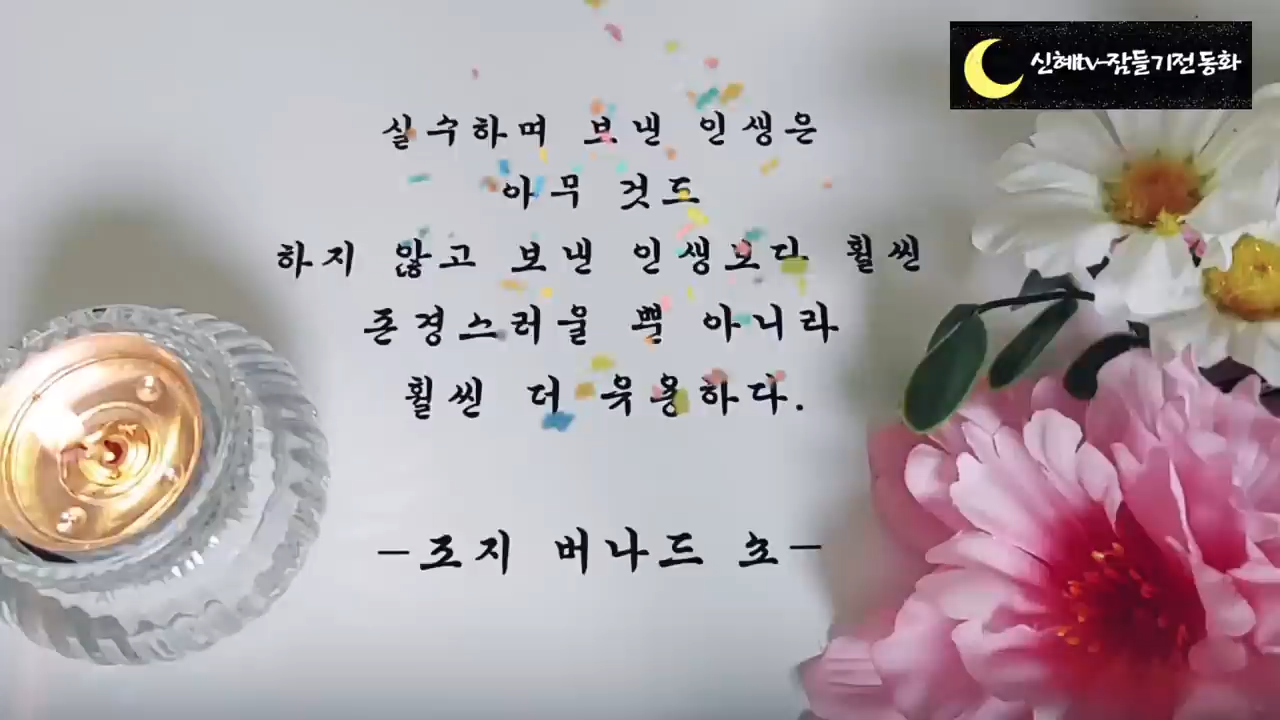 신혜tv-잠들기전 동화
실수하며 보낸 인생은
아무 것도
하지 않고 보낸 인생보다 훨씬
존경스러울 뿐 아니라
훨씬 더 유용하다.
-조지 버나드 쇼-